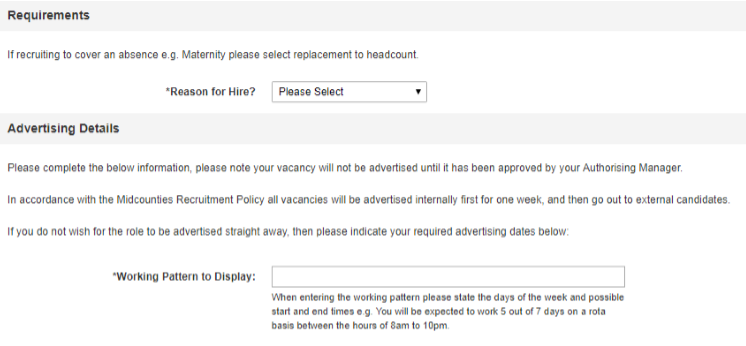 Requirements
If recruiting to cover an absence e.g. Maternity please select replacement to headcount.
*Reason for Hire? Please Select
Advertising Details
Please complete the below information, please note your vacancy will not be advertised until it has been approved by your Authorising Manager.
In accordance with the Midcounties Recruitment Policy all vacancies will be advertised internally first for one week, and then go out to external candidates.
If you do not wish for the role to be advertised straight away, then please indicate your required advertising dates below:
*Working Pattern to Display:
When entering the working pattern please state the days of the week and possible
start and end times e.g. You will be expected to work 5 out of 7 days on a rota
basis between the hours of 8am to 10pm.